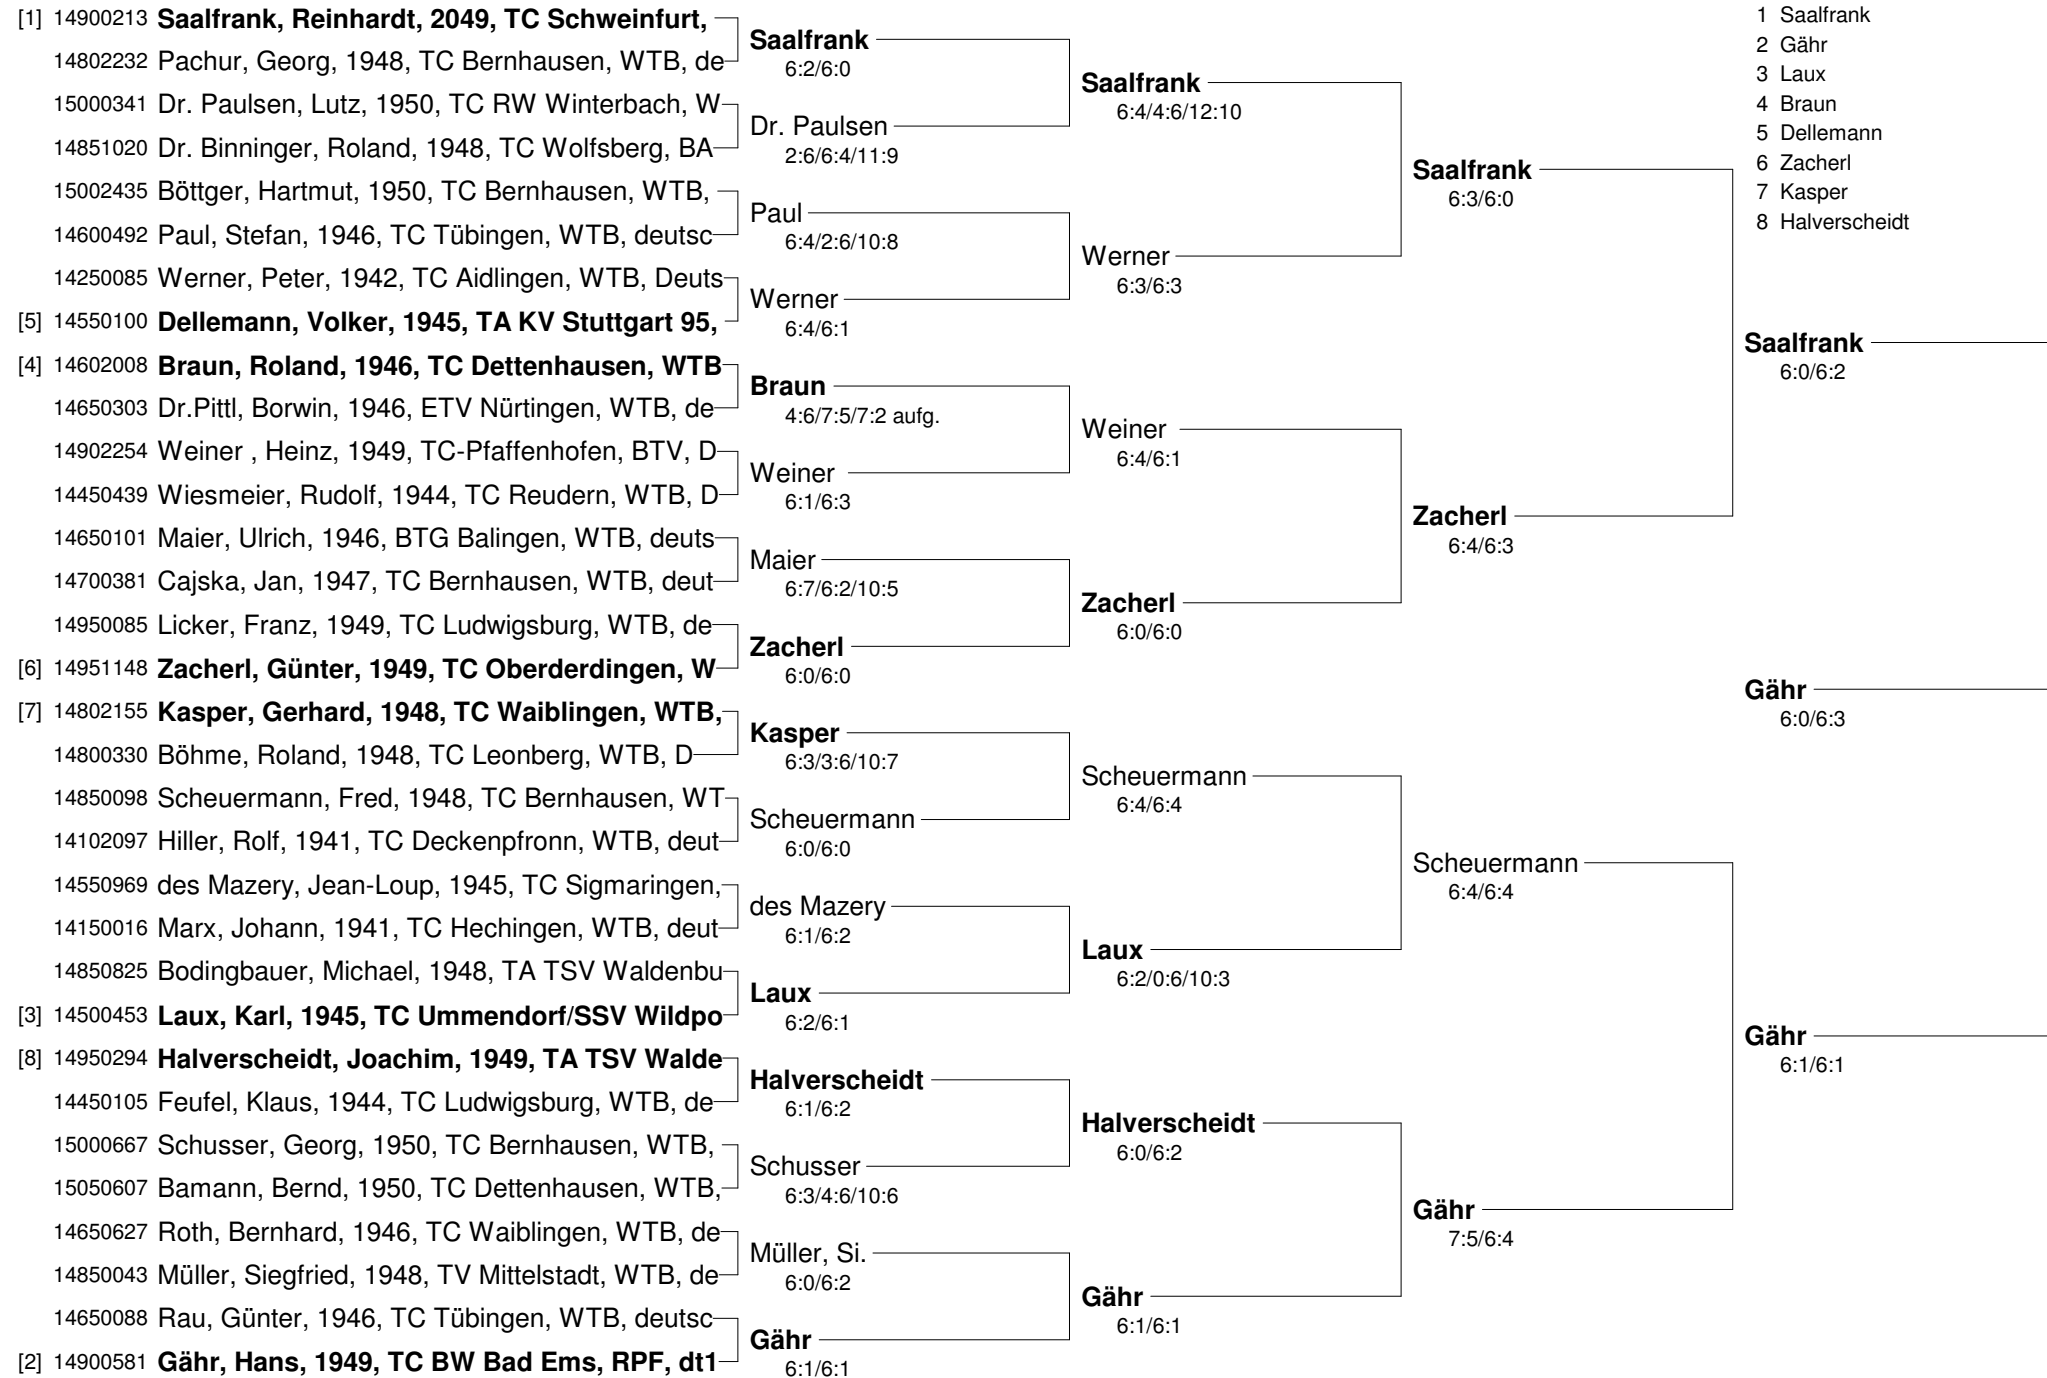 [1] 14900213 Saalfrank, Reinhardt, 2049, TC Schweinfurt,
14802232 Pachur, Georg, 1948, TC Bernhausen, WTB, de
15000341 Dr. Paulsen, Lutz, 1950, TC RW Winterbach, W
14851020 Dr. Binninger, Roland, 1948, TC Wolfsberg, BA
15002435 Böttger, Hartmut, 1950, TC Bernhausen, WTB,
14600492 Paul, Stefan, 1946, TC Tübingen, WTB, deutsc
14250085 Werner, Peter, 1942, TC Aidlingen, WTB, Deuts
[5] 14550100 Dellemann, Volker, 1945, TA KV Stuttgart 95,
[4] 14602008 Braun, Roland, 1946, TC Dettenhausen, WTB
14650303 Dr.Pittl, Borwin, 1946, ETV Nürtingen, WTB, de
14902254 Weiner , Heinz, 1949, TC-Pfaffenhofen, BTV, D
14450439 Wiesmeier, Rudolf, 1944, TC Reudern, WTB, D
14650101 Maier, Ulrich, 1946, BTG Balingen, WTB, deuts
14700381 Cajska, Jan, 1947, TC Bernhausen, WTB, deut
14950085 Licker, Franz, 1949, TC Ludwigsburg, WTB, de
[6] 14951148 Zacherl, Günter, 1949, TC Oberderdingen, W
[7] 14802155 Kasper, Gerhard, 1948, TC Waiblingen, WTB,
14800330 Böhme, Roland, 1948, TC Leonberg, WTB, D
14850098 Scheuermann, Fred, 1948, TC Bernhausen, WT
14102097 Hiller, Rolf, 1941, TC Deckenpfronn, WTB, deut
14550969 des Mazery, Jean-Loup, 1945, TC Sigmaringen,
14150016 Marx, Johann, 1941, TC Hechingen, WTB, deut
14850825 Bodingbauer, Michael, 1948, TA TSV Waldenbu
[3] 14500453 Laux, Karl, 1945, TC Ummendorf/SSV Wildpo
[8] 14950294 Halverscheidt, Joachim, 1949, TA TSV Walde
14450105 Feufel, Klaus, 1944, TC Ludwigsburg, WTB, de
15000667 Schusser, Georg, 1950, TC Bernhausen, WTB,
15050607 Bamann, Bernd, 1950, TC Dettenhausen, WTB,
14650627 Roth, Bernhard, 1946, TC Waiblingen, WTB, de
14850043 Müller, Siegfried, 1948, TV Mittelstadt, WTB, de
14650088 Rau, Günter, 1946, TC Tübingen, WTB, deutsc
[2] 14900581 Gähr, Hans, 1949, TC BW Bad Ems, RPF, dt1
Saalfrank
6:2/6:0
Dr. Paulsen
2:6/6:4/11:9
Paul
6:4/2:6/10:8
Werner
6:4/6:1
Braun
4:6/7:5/7:2 aufg.
Weiner
6:1/6:3
Maier
6:7/6:2/10:5
Zacherl
6:0/6:0
Kasper
6:3/3:6/10:7
Scheuermann
6:0/6:0
des Mazery
6:1/6:2
Laux
6:2/6:1
Halverscheidt
6:1/6:2
Schusser
6:3/4:6/10:6
Müller, Si.
6:0/6:2
Gähr
6:1/6:1
Saalfrank
6:4/4:6/12:10
Werner
6:3/6:3
Weiner
6:4/6:1
Zacherl
6:0/6:0
Scheuermann
6:4/6:4
Laux
6:2/0:6/10:3
Halverscheidt
6:0/6:2
Gähr
6:1/6:1
Saalfrank
6:3/6:0
Zacherl
6:4/6:3
Scheuermann
6:4/6:4
Gähr
7:5/6:4
1 Saalfrank
2 Gähr
3 Laux
4 Braun
5 Dellemann
6 Zacherl
7 Kasper
8 Halverscheidt
Saalfrank
6:0/6:2
Gähr
6:0/6:3
Gähr
6:1/6:1